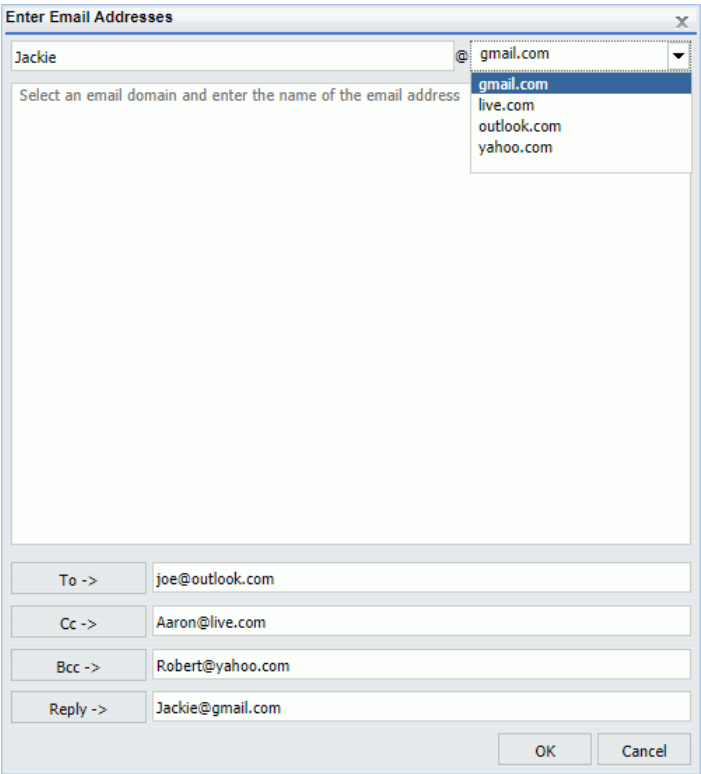 Enter Email Addresses x
Jackie @ gmail.com
gmail.com
live.com
outlook.com
yahoo.com
Select an email domain and enter the name of the email address
To -> joe@outlook.com
Cc -> Aaron@live.com
Bcc -> Robert@yahoo.com
Reply -> Jackie@gmail.com
OK Cancel